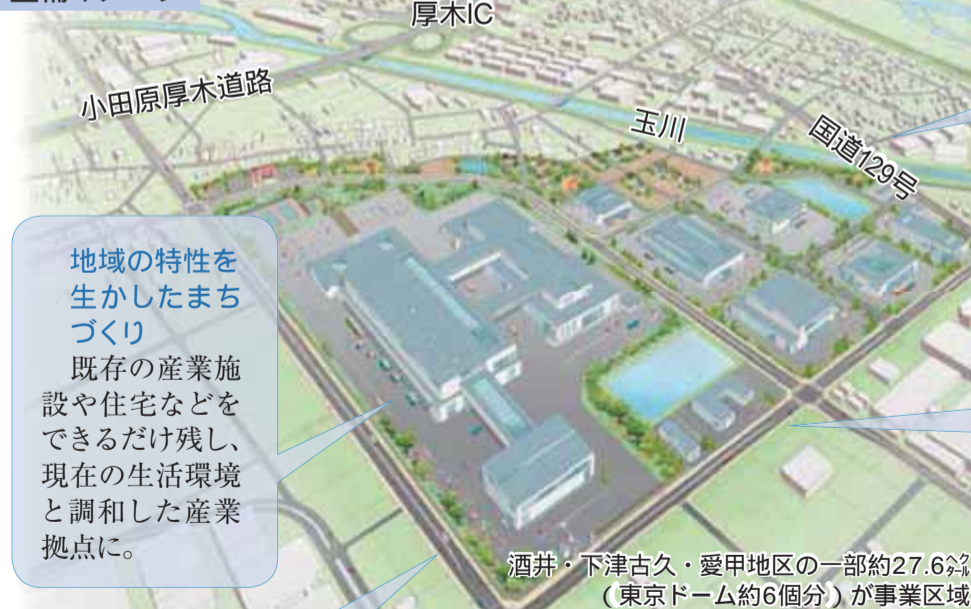 厚木IC
小田原厚木道路
玉川
国道129号
地域の特性を
生かしたまち
づくり
既存の産業施
設や住宅などを
できるだけ残し、
現在の生活環境
と調和した産業
拠点に。
酒井・下津古久・愛甲地区の一部約27.6㌶
(東京ドーム約6個分)が事業区域